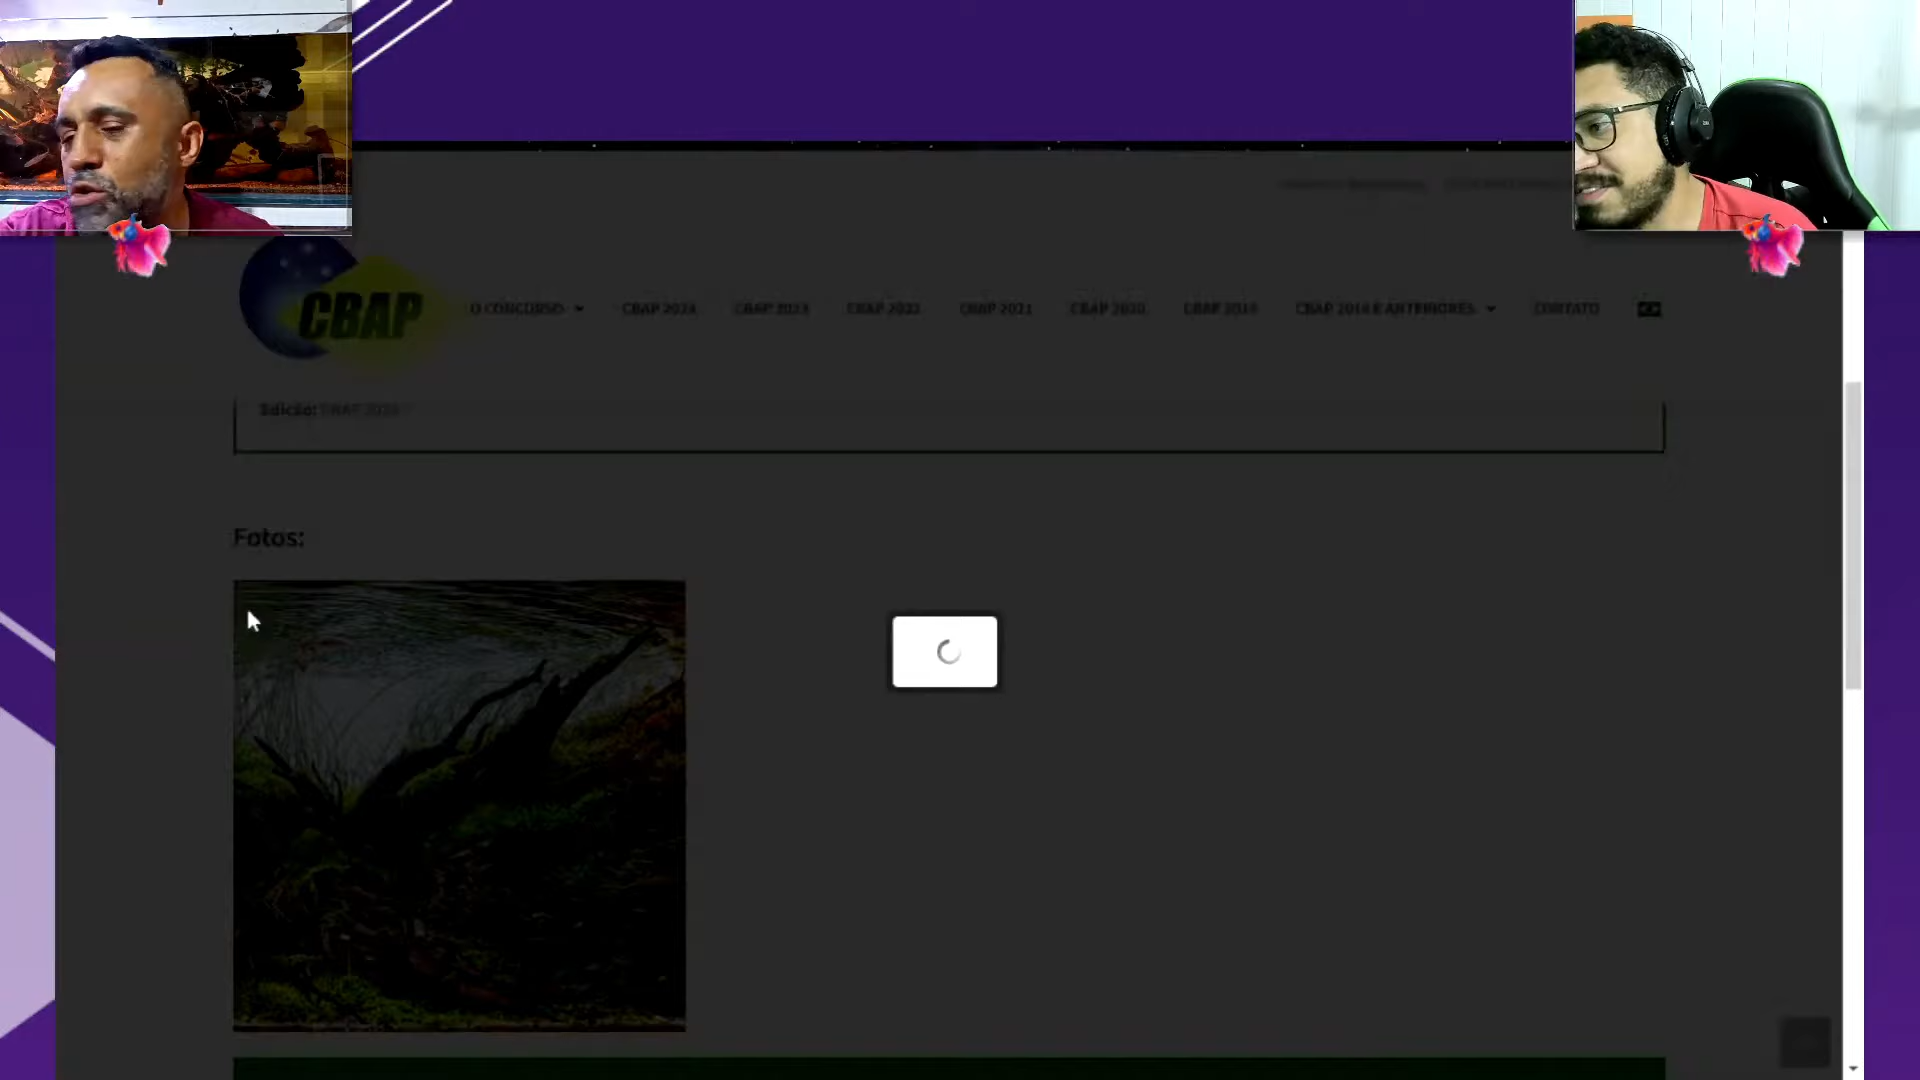 CBAP
O CONCURSO
CBAP 2024
CBAP 2023
CBAP 2022
CBAP 2021
CBAP 2020
CBAP 2019
CBAP 2018 E ANTERIORES
CONTATO
Edição: CBAP
Fotos: